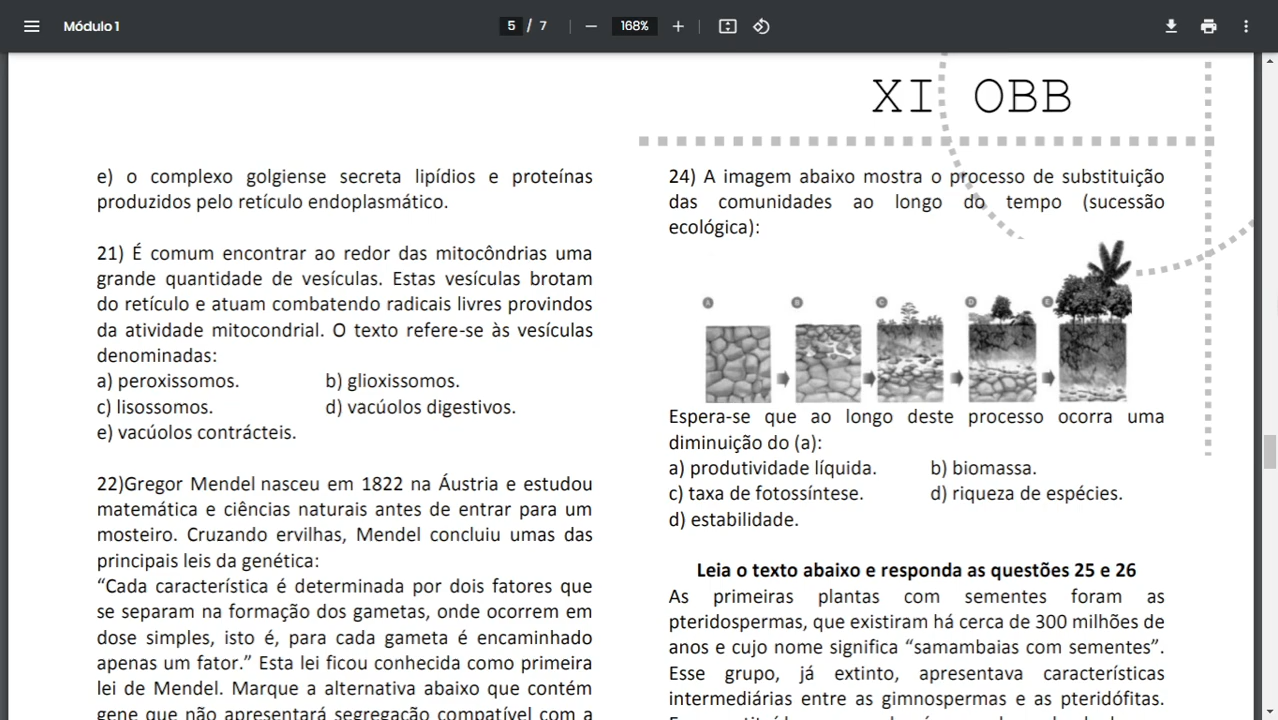 Módulo 1
5 / 7
168%
XI OBB
e) o complexo golgiense secreta lipídios e proteínas
produzidos pelo retículo endoplasmático.
21) É comum encontrar ao redor das mitocôndrias uma
grande quantidade de vesículas. Estas vesículas brotam
do retículo e atuam combatendo radicais livres provindos
da atividade mitocondrial. O texto refere-se às vesículas
denominadas:
a) peroxissomos. b) glioxissomos.
c) lisossomos. d) vacúolos digestivos.
e) vacúolos contrácteis.
22)Gregor Mendel nasceu em 1822 na Áustria e estudou
matemática e ciências naturais antes de entrar para um
mosteiro. Cruzando ervilhas, Mendel concluiu umas das
principais leis da genética:
“Cada característica é determinada por dois fatores que
se separam na formação dos gametas, onde ocorrem em
dose simples, isto é, para cada gameta é encaminhado
apenas um fator.” Esta lei ficou conhecida como primeira
lei de Mendel. Marque a alternativa abaixo que contém
gene que não apresentará segregação compatível com a
24) A imagem abaixo mostra o processo de substituição
das comunidades ao longo do tempo (sucessão
ecológica):
A B C D E
Espera-se que ao longo deste processo ocorra uma
diminuição do (a):
a) produtividade líquida. b) biomassa.
c) taxa de fotossíntese. d) riqueza de espécies.
d) estabilidade.
Leia o texto abaixo e responda as questões 25 e 26
As primeiras plantas com sementes foram as
pteridospermas, que existiram há cerca de 300 milhões de
anos e cujo nome significa “samambaias com sementes”.
Esse grupo, já extinto, apresentava características
intermediárias entre as gimnospermas e as pteridófitas.